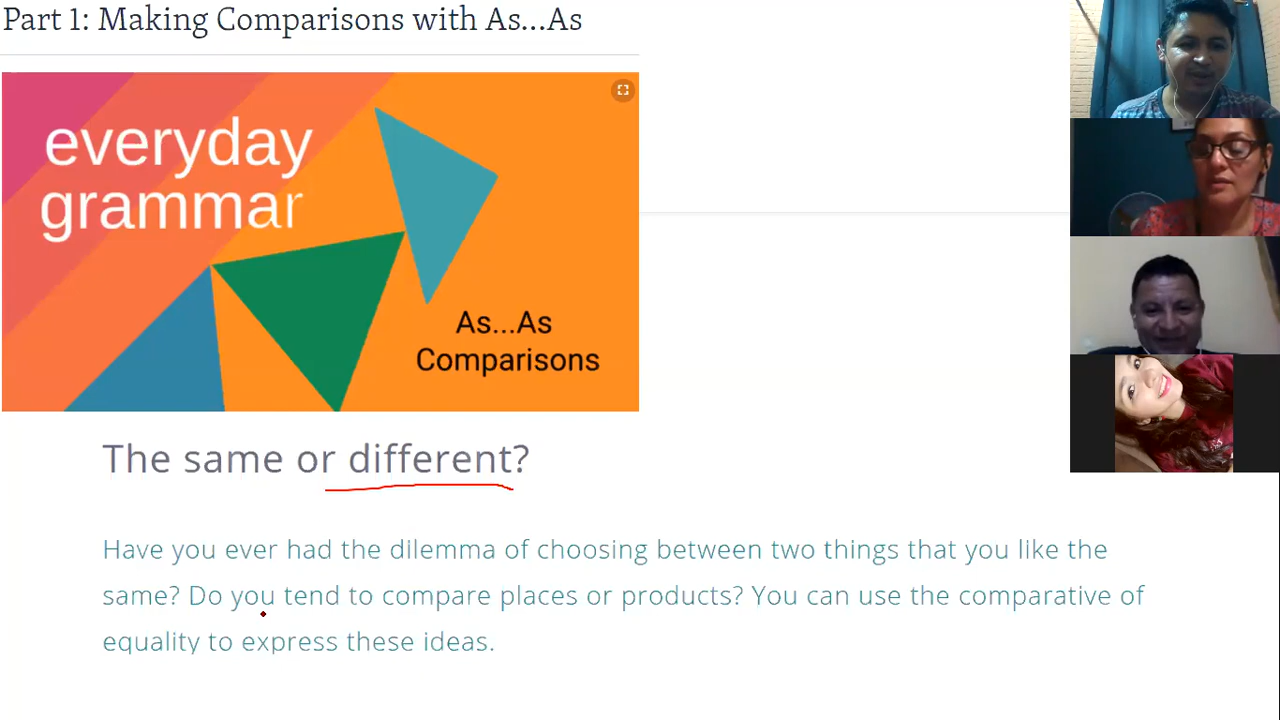 Part 1: Making Comparisons with As...As
everyday
grammar
As...As
Comparisons
The same or different?
Have you ever had the dilemma of choosing between two things that you like the
same? Do you tend to compare places or products? You can use the comparative of
equality to express these ideas.